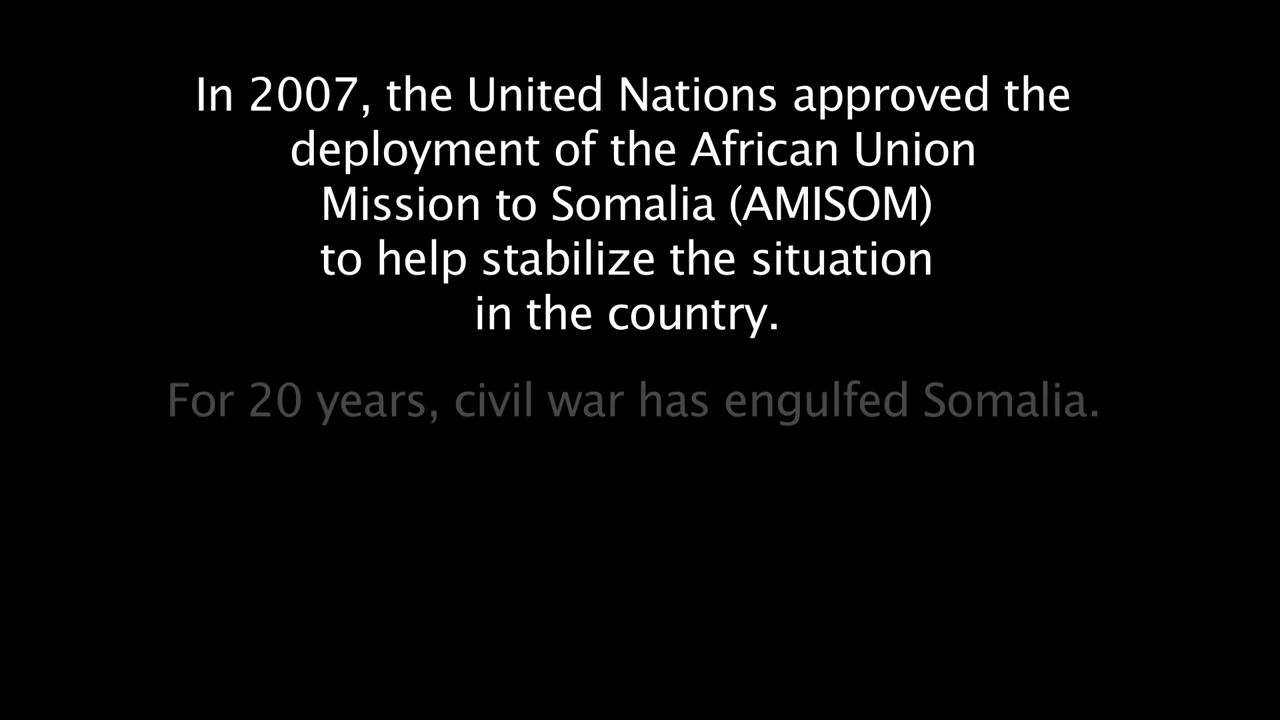 In 2007, the United Nations approved the
deployment of the African Union
Mission to Somalia (AMISOM)
to help stabilize the situation
in the country.
For 20 years, civil war has engulfed Somalia.